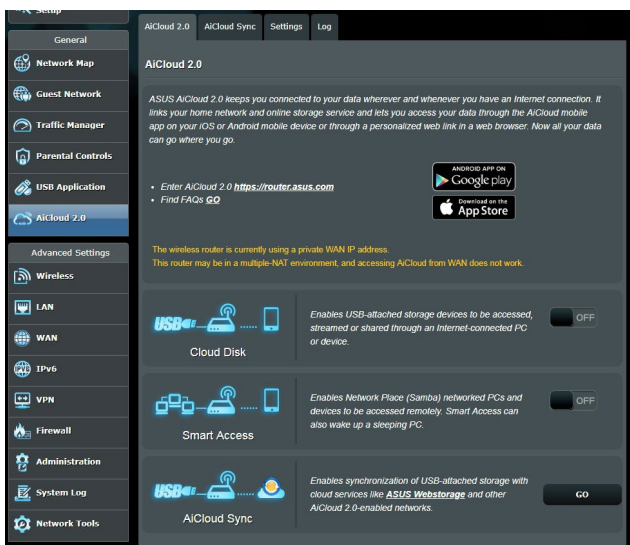 Setup
General
Network Map
Guest Network
Traffic Manager
Parental Controls
USB Application
AiCloud 2.0
Advanced Settings
Wireless
LAN
WAN
IPv6
VPN
Firewall
Administration
System Log
Network Tools
AiCloud 2.0 AiCloud Sync Settings Log
AiCloud 2.0
ASUS AiCloud 2.0 keeps you connected to your data wherever and whenever you have an Internet connection. It
links your home network and online storage service and lets you access your data through the AiCloud mobile
app on your iOS or Android mobile device or through a personalized web link in a web browser. Now all your data
can go where you go.
• Enter AiCloud 2.0 https://router.asus.com
• Find FAQs GO
ANDROID APP ON
Google play
Download on the
App Store
The wireless router is currently using a private WAN IP address.
This router may be in a multiple-NAT environment, and accessing AiCloud from WAN does not work.
USB
Cloud Disk
Enables USB-attached storage devices to be accessed,
streamed or shared through an Internet-connected PC
or device.
OFF
Smart Access
Enables Network Place (Samba) networked PCs and
devices to be accessed remotely. Smart Access can
also wake up a sleeping PC.
OFF
USB
AiCloud Sync
Enables synchronization of USB-attached storage with
cloud services like ASUS Webstorage and other
AiCloud 2.0-enabled networks.
GO